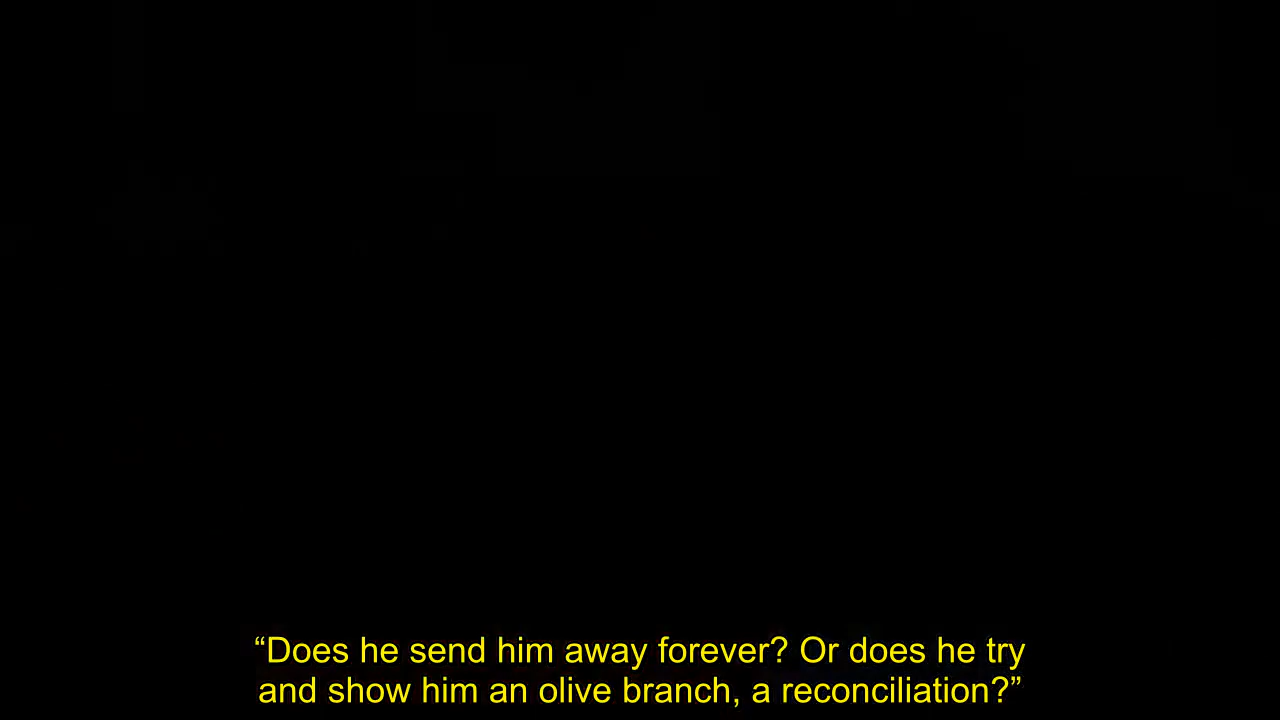 “Does he send him away forever? Or does he try
and show him an olive branch, a reconciliation?”